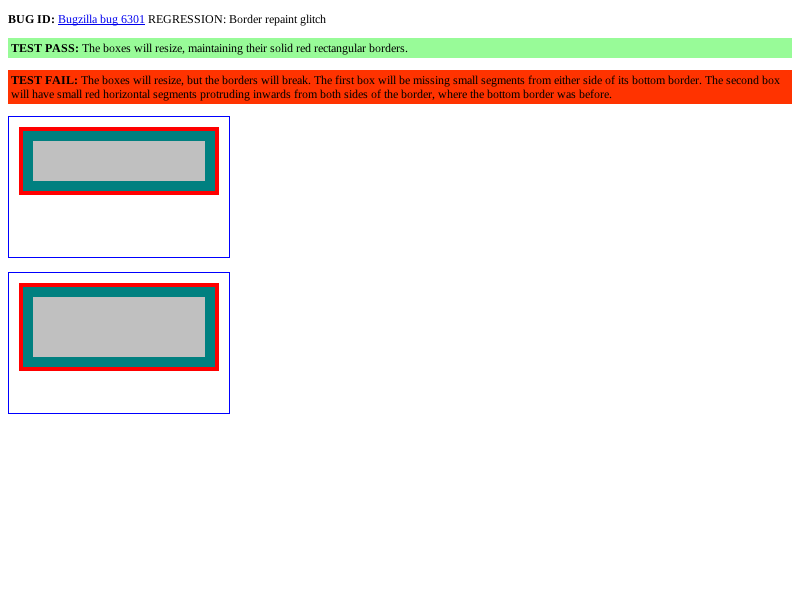 BUG ID: Bugzilla bug 6301 REGRESSION: Border repaint glitch
TEST PASS: The boxes will resize, maintaining their solid red rectangular borders.
TEST FAIL: The boxes will resize, but the borders will break. The first box will be missing small segments from either side of its bottom border. The second box
will have small red horizontal segments protruding inwards from both sides of the border, where the bottom border was before.